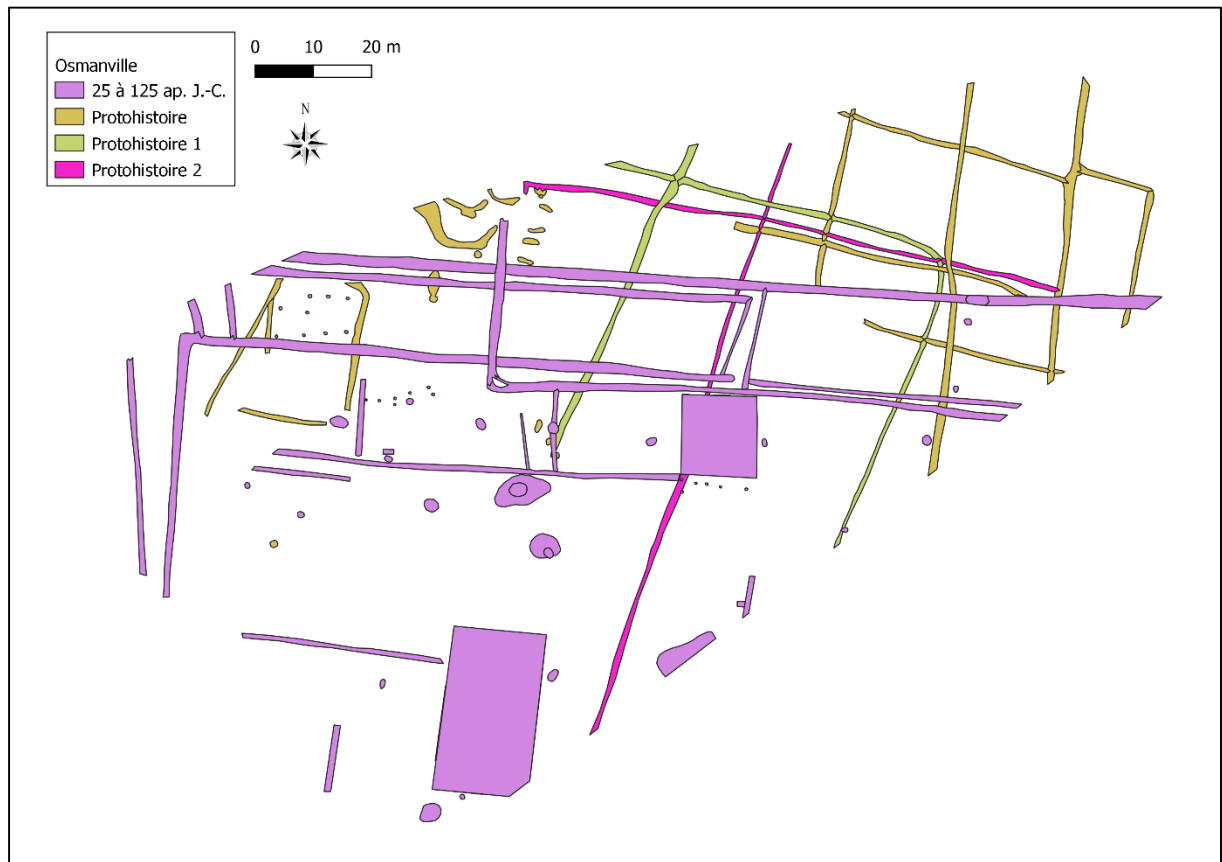 Osmanville
25 à 125 ap. J.-C.
Protohistoire
Protohistoire 1
Protohistoire 2
0 10 20 m
N